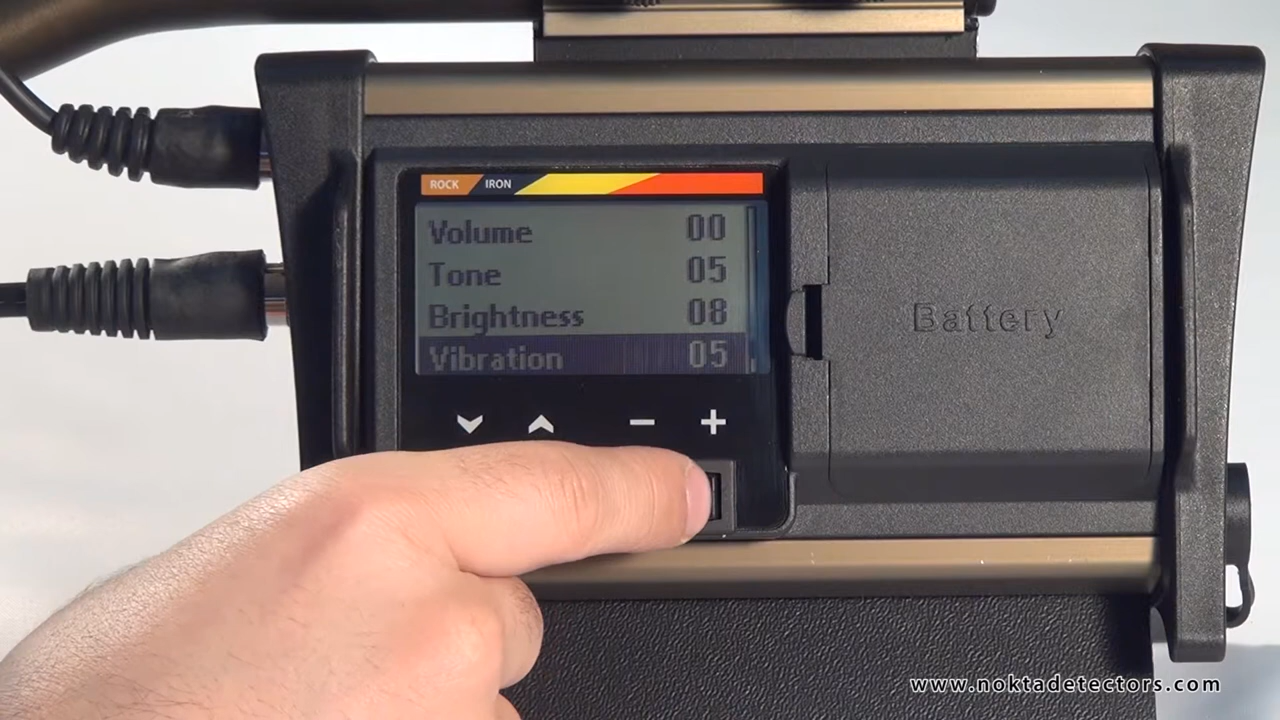 ROCK IRON
Volume 00
Tone 05
Brightness 08
Vibration 05
Battery
www.noktadetectors.com